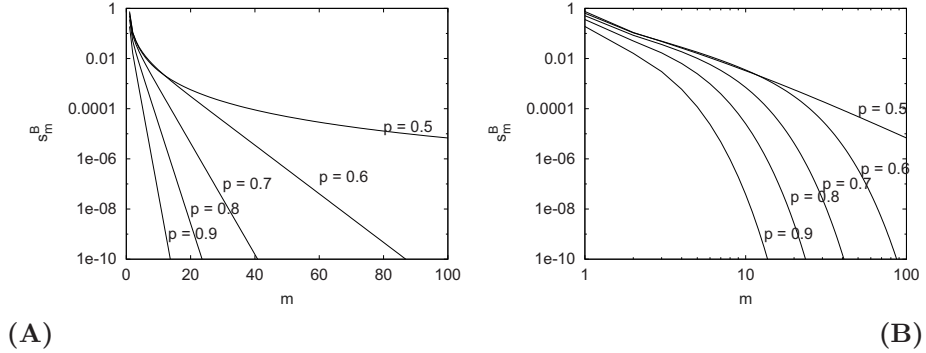 1
0.01
0.0001
1e-06
1e-08
1e-10
s_m^B
0 20 40 60 80 100
m
p = 0.5
p = 0.6
p = 0.7
p = 0.8
p = 0.9
(A)
1
0.01
0.0001
1e-06
1e-08
1e-10
s_m^B
1 10 100
m
p = 0.5
p = 0.6
p = 0.7
p = 0.8
p = 0.9
(B)